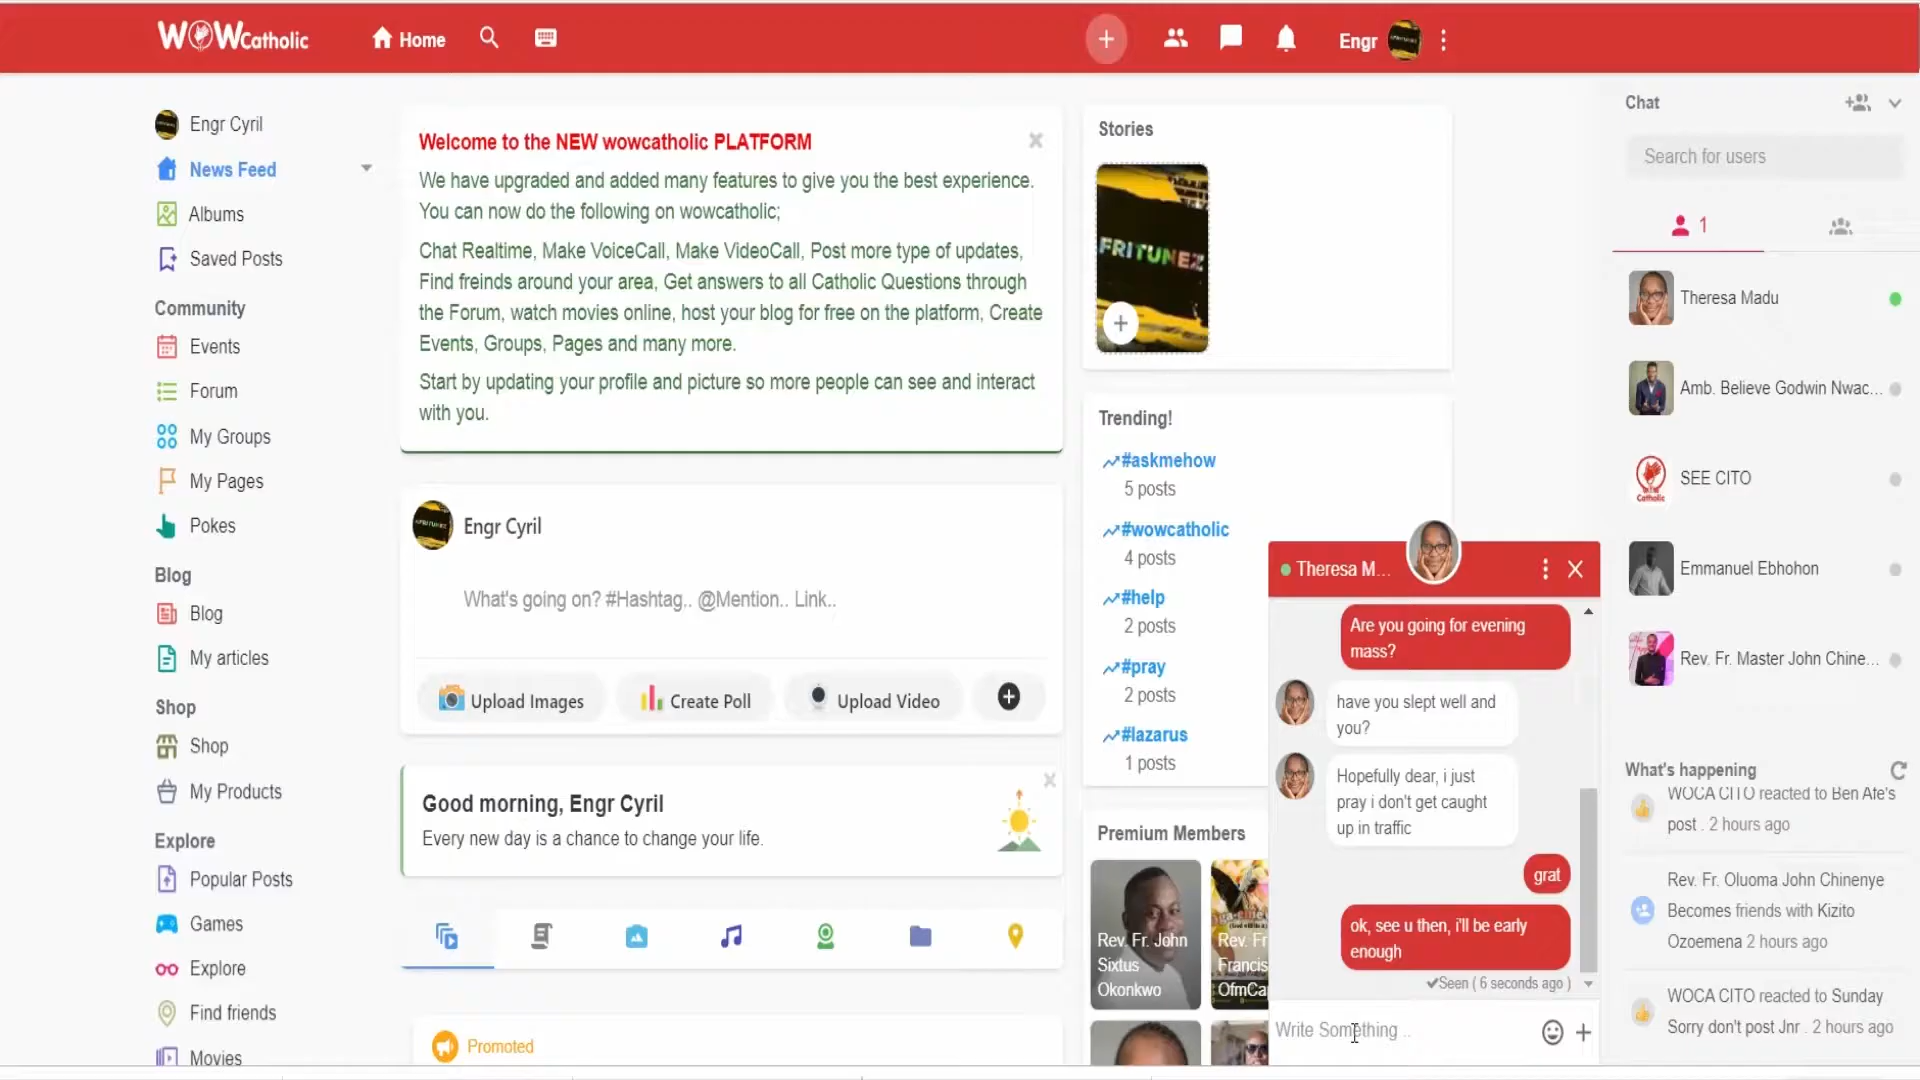 WOWCatholic
Home
Engr
Engr Cyril
News Feed
Albums
Saved Posts
Community
Events
Forum
My Groups
My Pages
Pokes
Blog
Blog
My articles
Shop
Shop
My Products
Explore
Popular Posts
Games
Explore
Find friends
Movies
Welcome to the NEW wowcatholic PLATFORM
We have upgraded and added many features to give you the best experience.
You can now do the following on wowcatholic;
Chat Realtime, Make VoiceCall, Make VideoCall, Post more type of updates,
Find freinds around your area, Get answers to all Catholic Questions through
the Forum, watch movies online, host your blog for free on the platform, Create
Events, Groups, Pages and many more.
Start by updating your profile and picture so more people can see and interact
with you.
Engr Cyril
What's going on? #Hashtag.. @Mention.. Link..
Upload Images
Create Poll
Upload Video
Good morning, Engr Cyril
Every new day is a chance to change your life.
Promoted
Stories
FRITUNEZ
Trending!
#askmehow
5 posts
#wowcatholic
4 posts
#help
2 posts
#pray
2 posts
#lazarus
1 posts
Premium Members
Rev. Fr. John
Sixtus
Okonkwo
Rev. Fr
Francis
OfmCa
Theresa M...
Are you going for evening
mass?
have you slept well and
you?
Hopefully dear, i just
pray i don't get caught
up in traffic
grat
ok, see u then, i'll be early
enough
Seen ( 6 seconds ago )
Write Something ..
Chat
Search for users
1
Theresa Madu
Amb. Believe Godwin Nwac...
SEE CITO
Catholic
Emmanuel Ebhohon
Rev. Fr. Master John Chine...
What's happening
WOCA CITO reacted to Ben Afe's
post . 2 hours ago
Rev. Fr. Oluoma John Chinenye
Becomes friends with Kizito
Ozoemena 2 hours ago
WOCA CITO reacted to Sunday
Sorry don't post Jnr . 2 hours ago